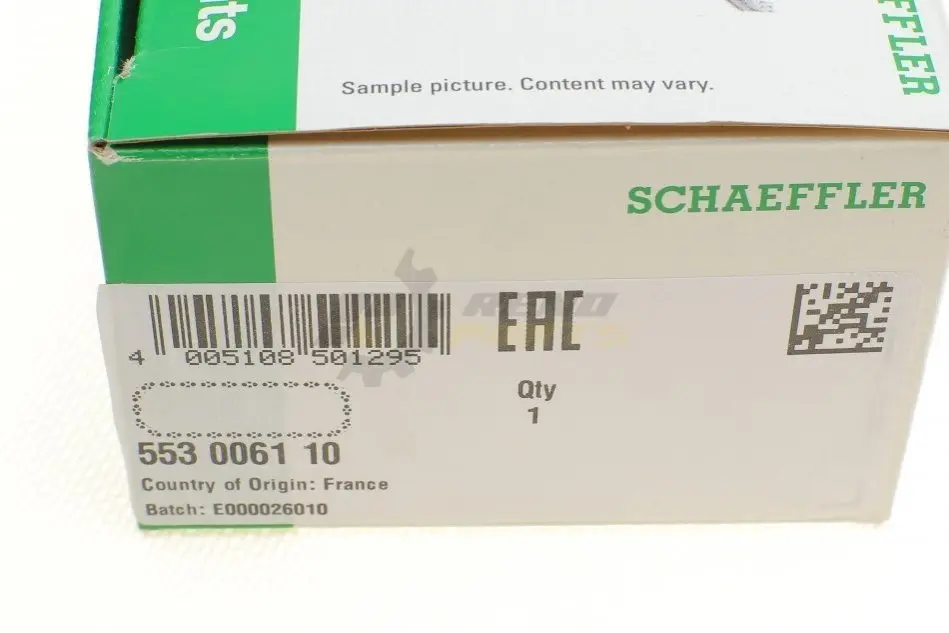 ts
FFLER
Sample picture. Content may vary.
SCHAEFFLER
4 005108 501295
EAC
Qty
1
553 0061 10
Country of Origin: France
Batch: E000026010